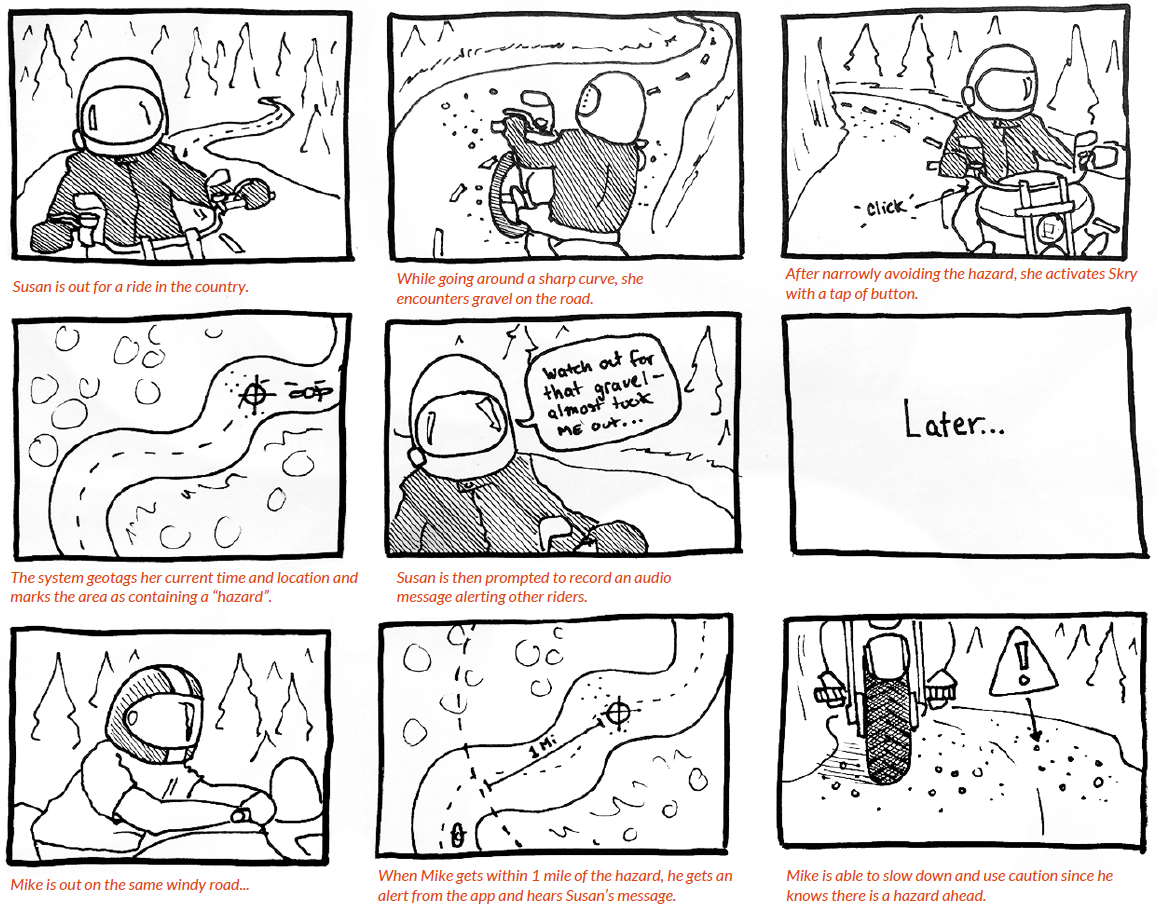 Click
Susan is out for a ride in the country.
While going around a sharp curve, she
encounters gravel on the road.
After narrowly avoiding the hazard, she activates Skry
with a tap of button.
Watch out for
that gravel-
almost took
ME out...
Later...
The system geotags her current time and location and
marks the area as containing a “hazard”.
Susan is then prompted to record an audio
message alerting other riders.
1 Mi
!
Mike is out on the same windy road...
When Mike gets within 1 mile of the hazard, he gets an
alert from the app and hears Susan’s message.
Mike is able to slow down and use caution since he
knows there is a hazard ahead.